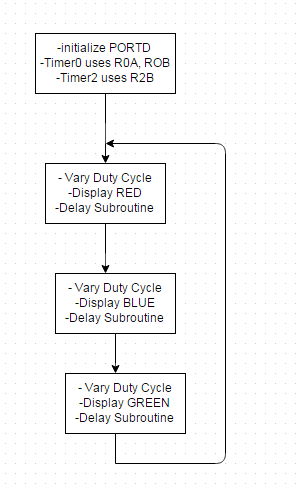 -initialize PORTD
-Timer0 uses R0A, ROB
-Timer2 uses R2B
- Vary Duty Cycle
-Display RED
-Delay Subroutine
- Vary Duty Cycle
-Display BLUE
-Delay Subroutine
- Vary Duty Cycle
-Display GREEN
-Delay Subroutine